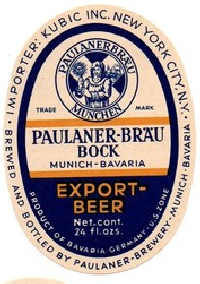 IMPORTER: KUBIC INC. NEW YORK CITY, N.Y.
PAULANERBRÄU
MÜNCHEN
TRADE MARK
PAULANER-BRÄU
BOCK
MUNICH-BAVARIA
EXPORT-
BEER
Net.cont.
24 fl.ozs.
PRODUCT OF BAVARIA, GERMANY-U.S.ZONE
BREWED AND BOTTLED BY PAULANER-BREWERY-MUNICH-BAVARIA